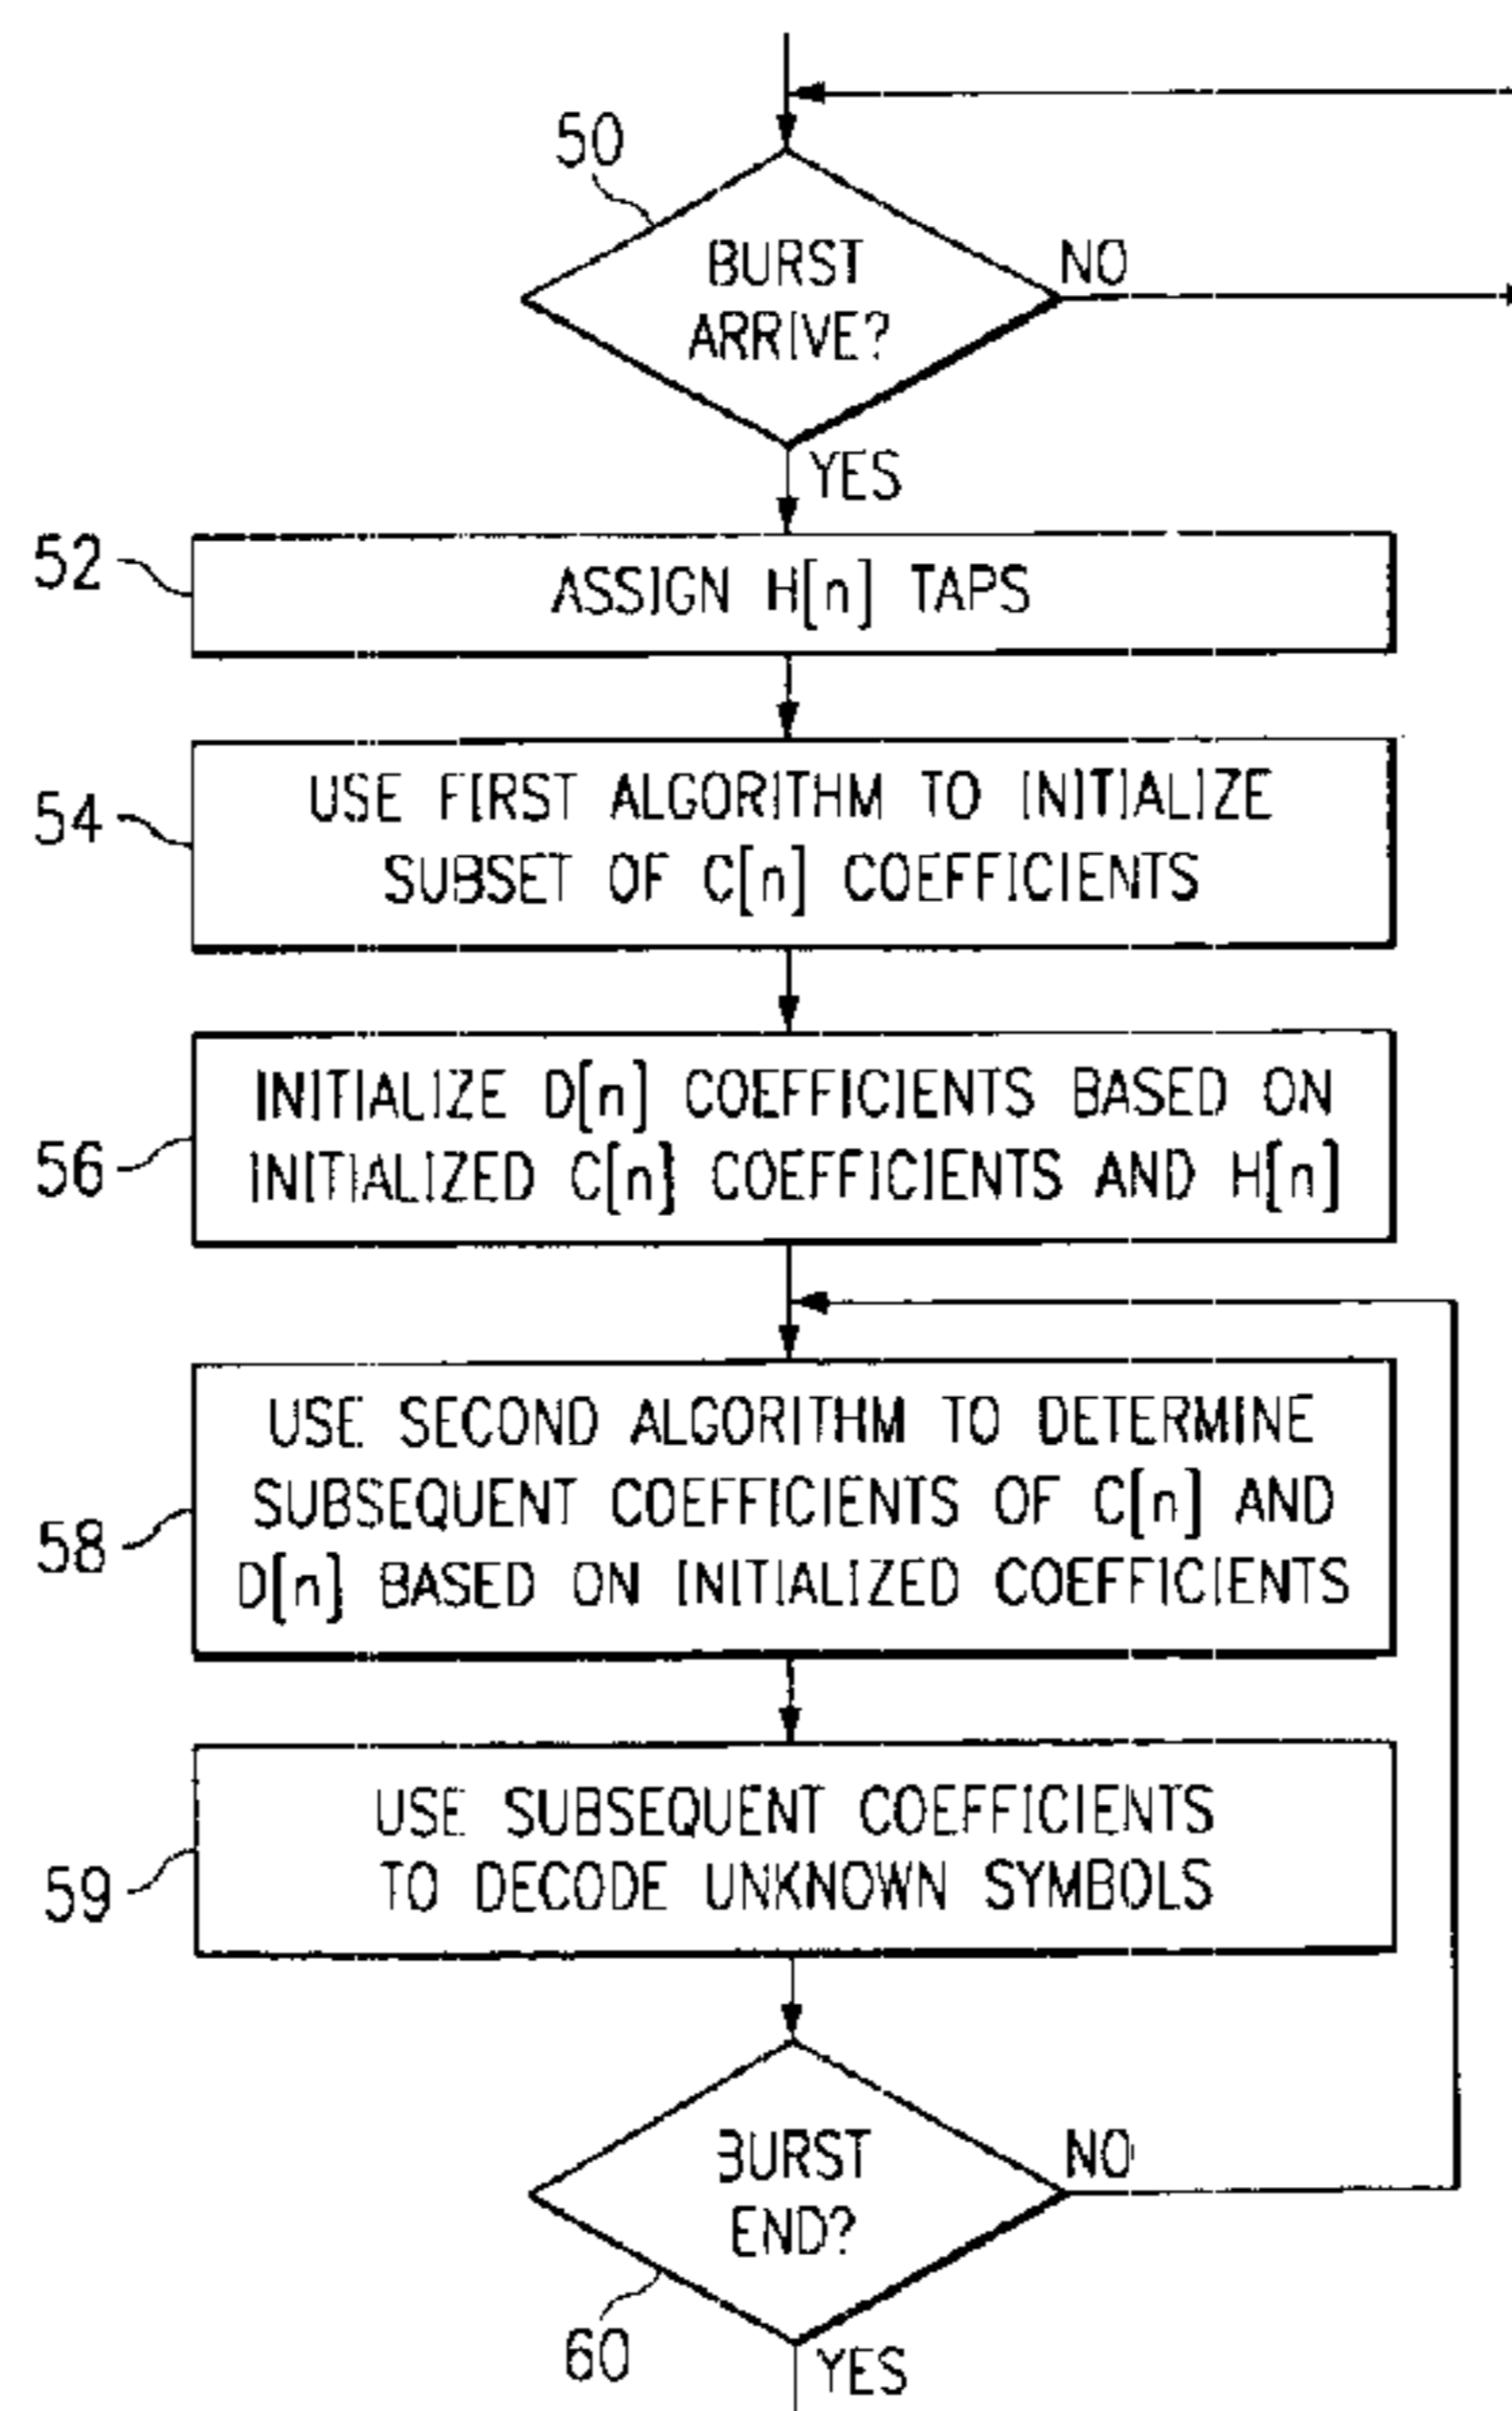 50
BURST
ARRIVE?
NO
YES
52
ASSIGN H[n] TAPS
54
USE FIRST ALGORITHM TO INITIALIZE
SUBSET OF C[n] COEFFICIENTS
56
INITIALIZE D[n] COEFFICIENTS BASED ON
INITIALIZED C[n] COEFFICIENTS AND H[n]
58
USE SECOND ALGORITHM TO DETERMINE
SUBSEQUENT COEFFICIENTS OF C[n] AND
D[n] BASED ON INITIALIZED COEFFICIENTS
59
USE SUBSEQUENT COEFFICIENTS
TO DECODE UNKNOWN SYMBOLS
BURST
END?
NO
60
YES